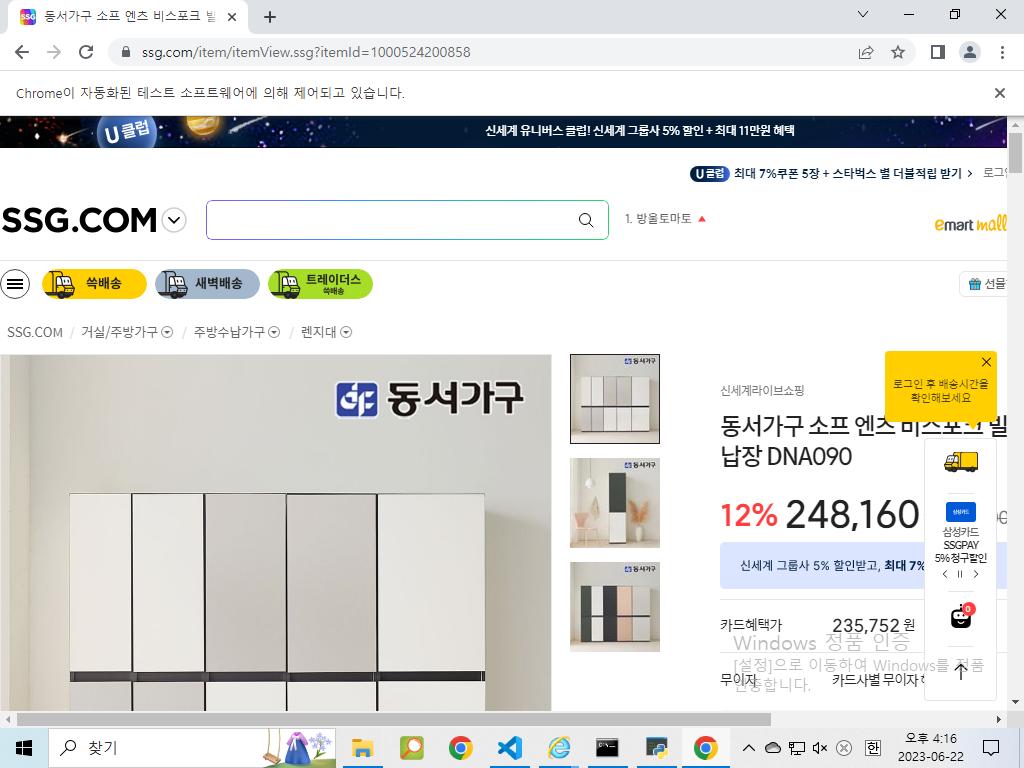 동서가구 소프 엔츠 비스포크 빌
ssg.com/item/itemView.ssg?itemId=1000524200858
Chrome이 자동화된 테스트 소프트웨어에 의해 제어되고 있습니다.
U 클럽
신세계 유니버스 클럽! 신세계 그룹사 5% 할인 + 최대 11만원 혜택
U 클럽 최대 7%쿠폰 5장 + 스타벅스 별 더블적립 받기 로그인
SSG.COM
1. 방울토마토
emart mall
쓱배송
새벽배송
트레이더스
쓱배송
선물
SSG.COM / 거실/주방가구 / 주방수납가구 / 렌지대
동서가구
동서가구
동서가구
동서가구
신세계라이브쇼핑
로그인 후 배송시간을
확인해보세요
동서가구 소프 엔츠 비스포크 빌
납장 DNA090
12% 248,160
신세계 그룹사 5% 할인받고, 최대 7%
카드혜택가 235,752 원
무이자 카드사별 무이자
삼성카드
삼성카드
SSGPAY
5% 청구할인
0
Windows 정품 인증
[설정]으로 이동하여 Windows를 정품
인증합니다.
찾기
오후 4:16
2023-06-22
한